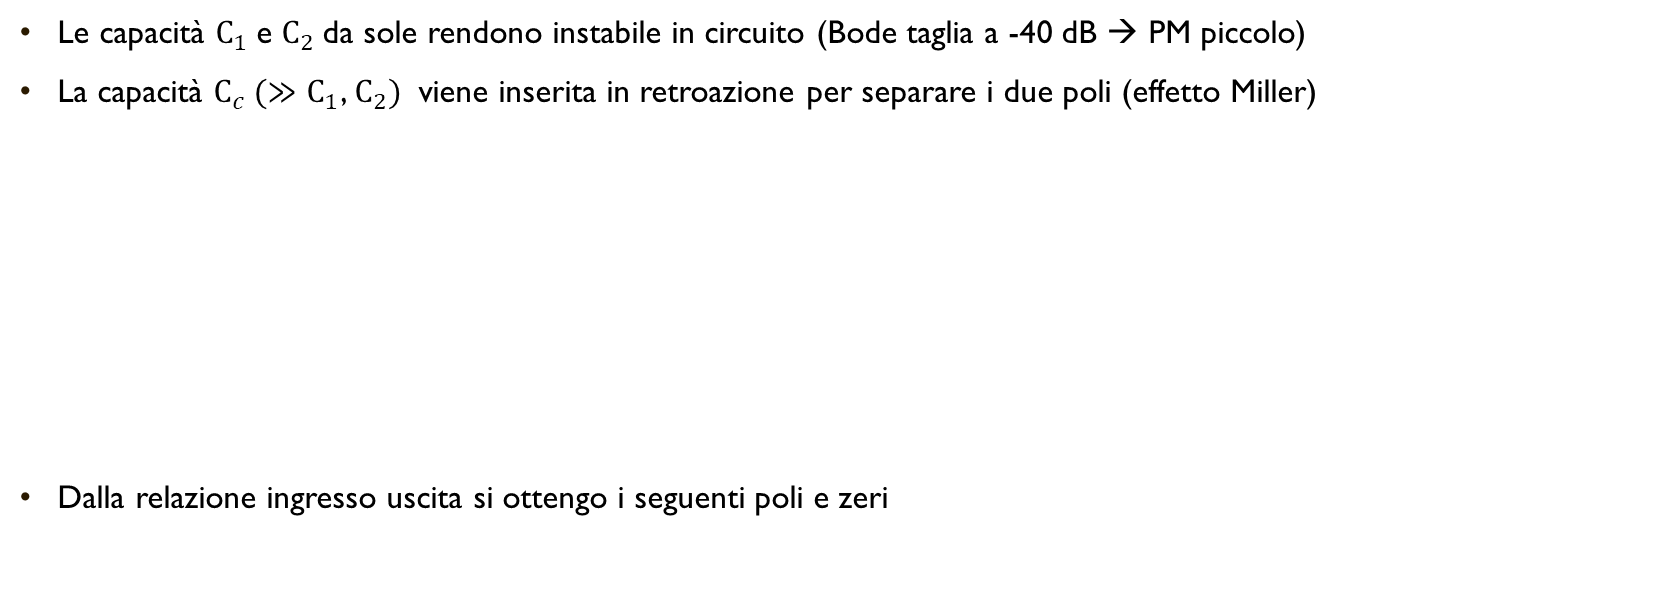 • Le capacità C₁ e C₂ da sole rendono instabile in circuito (Bode taglia a -40 dB → PM piccolo)
• La capacità C𝑐 (≫ C₁, C₂) viene inserita in retroazione per separare i due poli (effetto Miller)
• Dalla relazione ingresso uscita si ottengo i seguenti poli e zeri